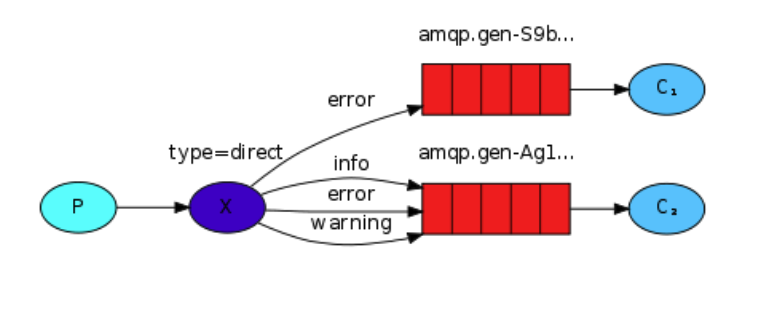 amqp.gen-S9b...
C₁
error
type=direct
info
amqp.gen-Ag1...
error
P
X
warning
C₂